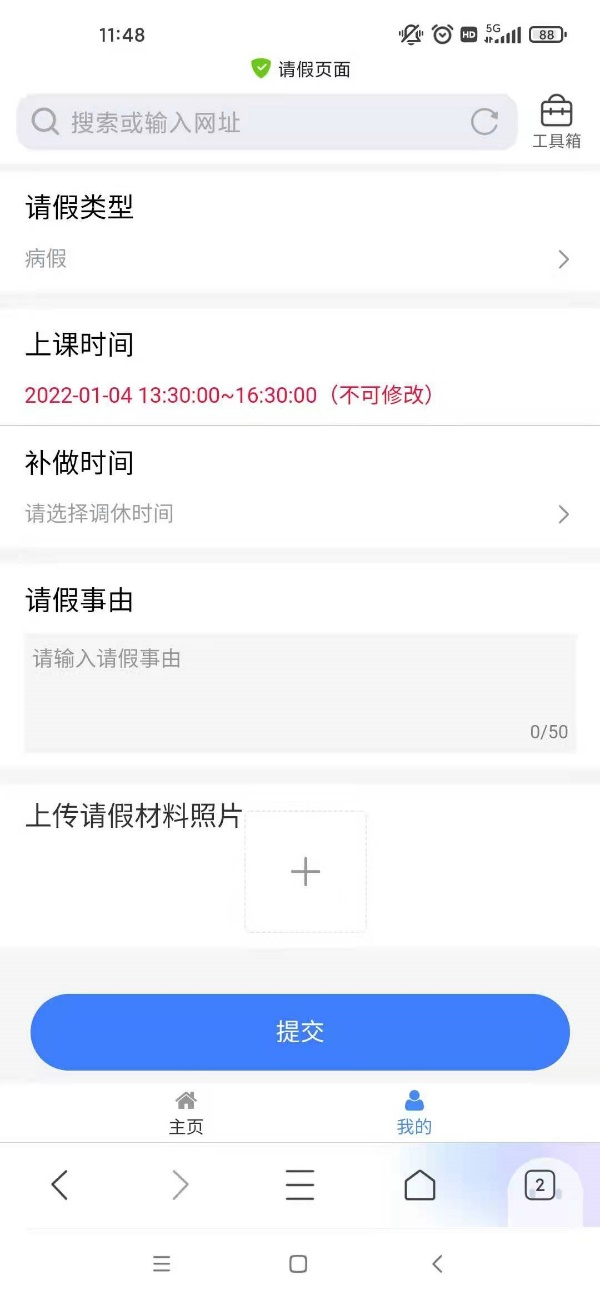 11:48
HD 5G 88
请假页面
搜索或输入网址
工具箱
请假类型
病假
上课时间
2022-01-04 13:30:00~16:30:00（不可修改）
补做时间
请选择调休时间
请假事由
请输入请假事由
0/50
上传请假材料照片
提交
主页
我的
2